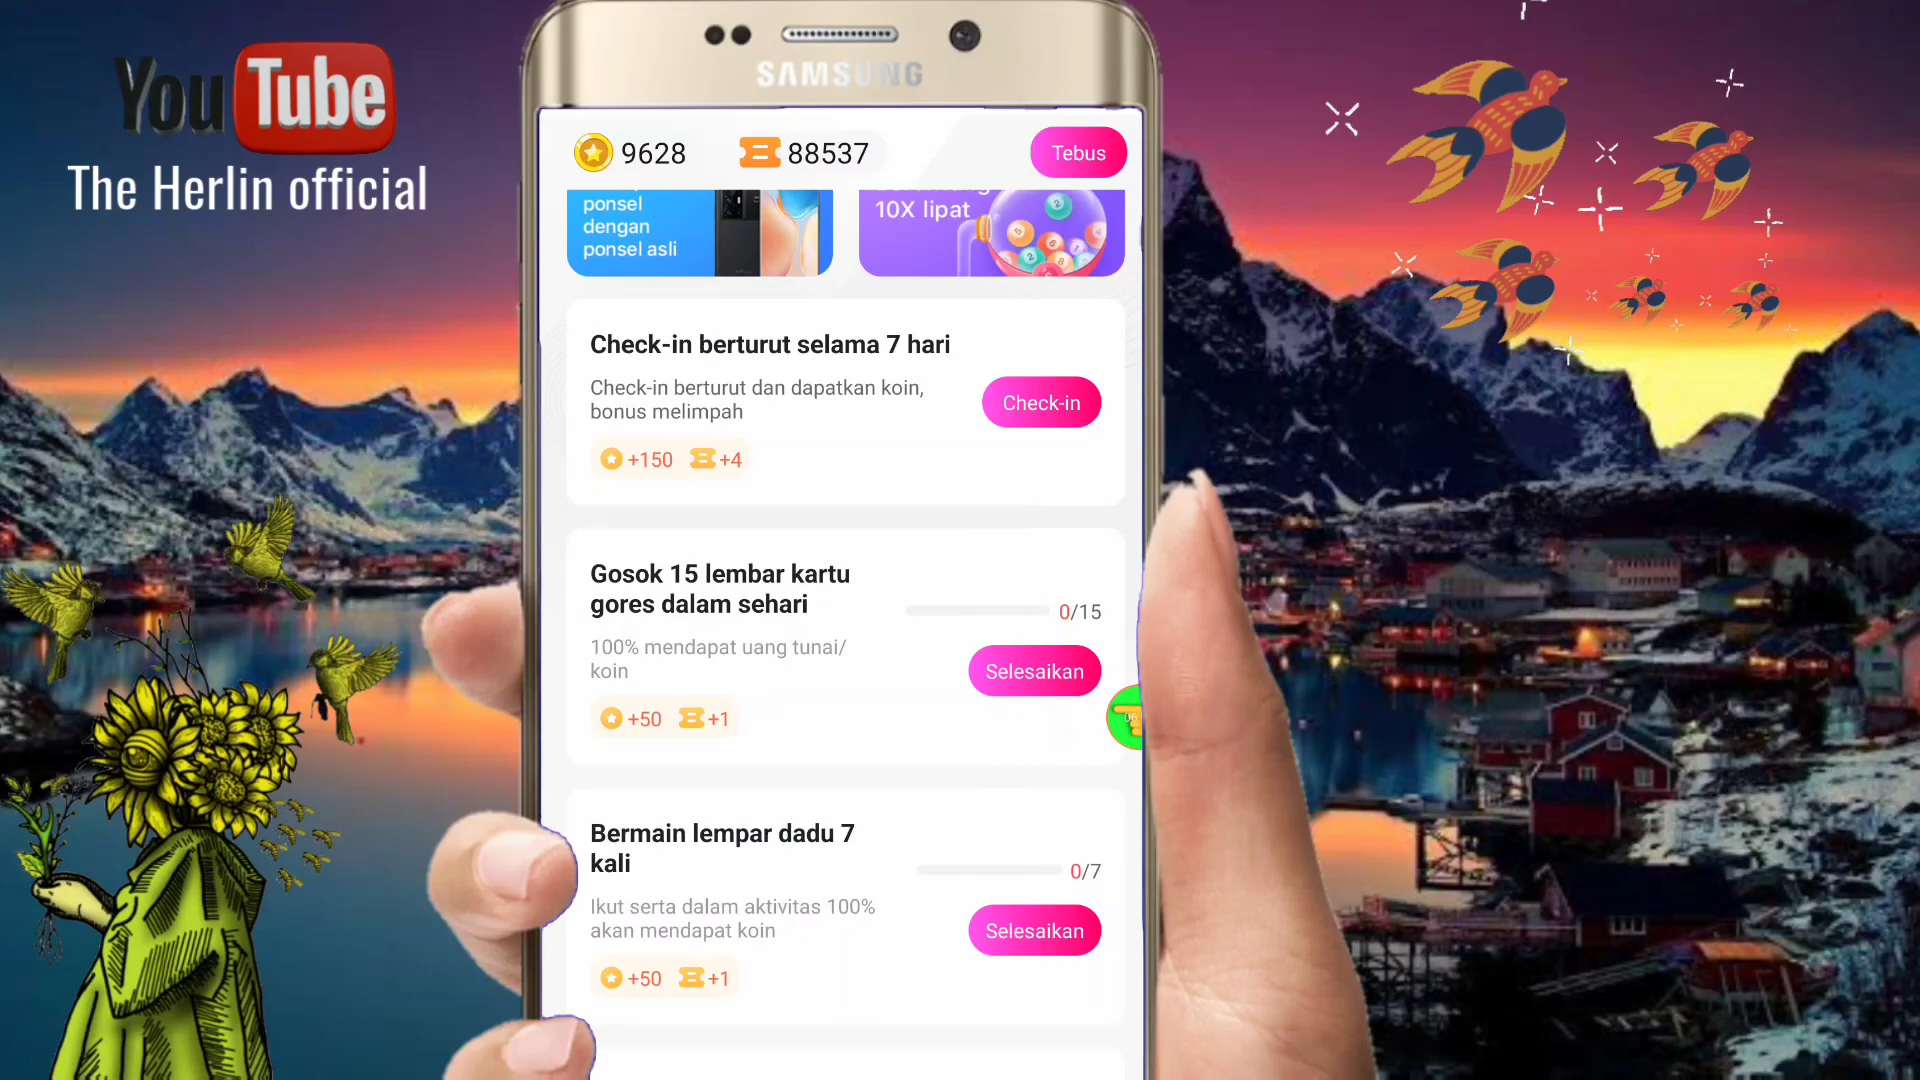 YouTube
The Herlin official
SAMSUNG
9628
88537
Tebus
ponsel
dengan
ponsel asli
10X lipat
Check-in berturut selama 7 hari
Check-in berturut dan dapatkan koin,
bonus melimpah
Check-in
+150 +4
Gosok 15 lembar kartu
gores dalam sehari
0/15
100% mendapat uang tunai/
koin
Selesaikan
+50 +1
Bermain lempar dadu 7
kali
0/7
Ikut serta dalam aktivitas 100%
akan mendapat koin
Selesaikan
+50 +1